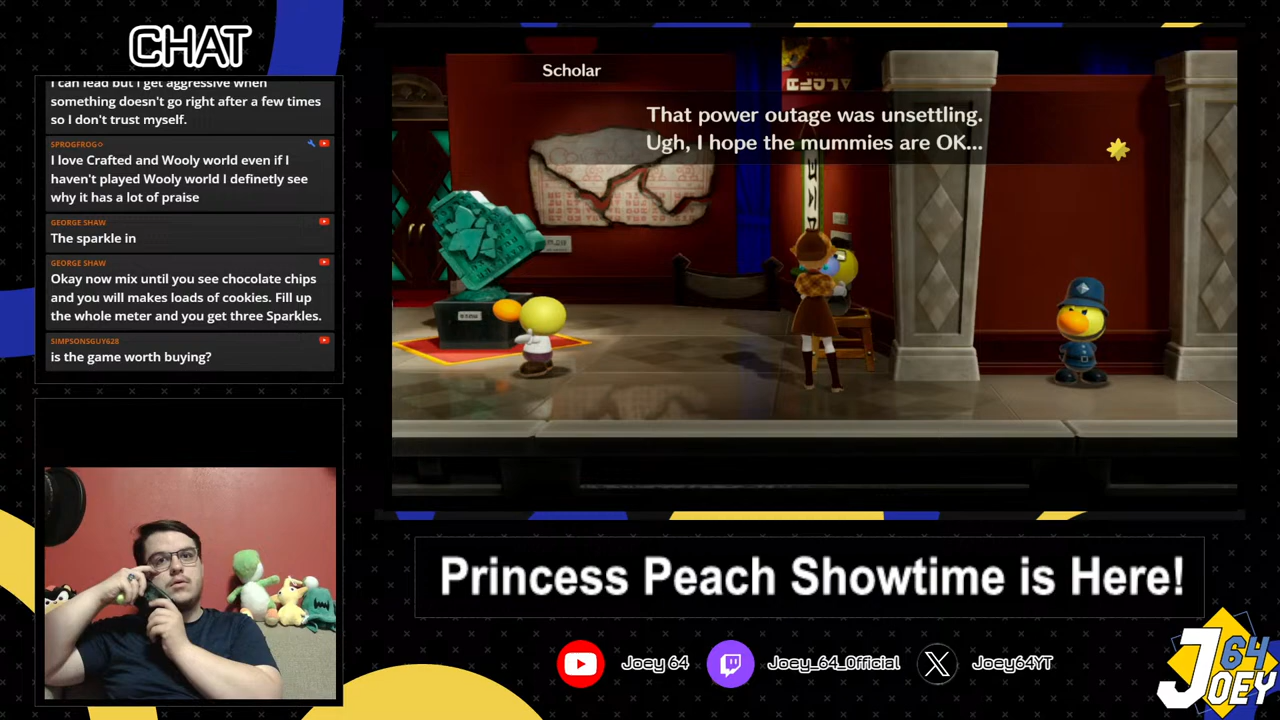 CHAT
I can lead but I get aggressive when
something doesn't go right after a few times
so I don't trust myself.
SPROGFROG
I love Crafted and Wooly world even if I
haven't played Wooly world I definetly see
why it has a lot of praise
GEORGE SHAW
The sparkle in
GEORGE SHAW
Okay now mix until you see chocolate chips
and you will makes loads of cookies. Fill up
the whole meter and you get three Sparkles.
SIMPSONSGUY628
is the game worth buying?
Scholar
That power outage was unsettling.
Ugh, I hope the mummies are OK...
Princess Peach Showtime is Here!
Joey 64
Joey_64_Official
Joey64YT
64
JOEY